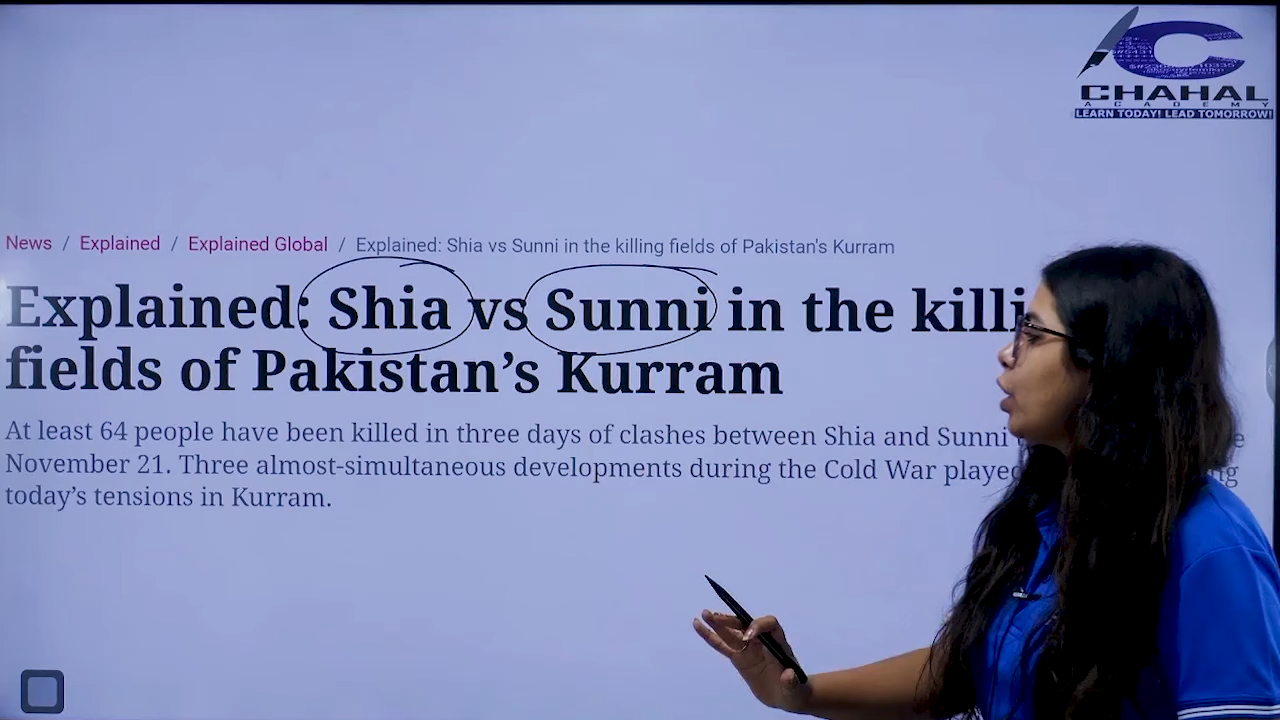 CHAHAL
ACADEMY
LEARN TODAY! LEAD TOMORROW!
News / Explained / Explained Global / Explained: Shia vs Sunni in the killing fields of Pakistan's Kurram
Explained: Shia vs Sunni in the killi
fields of Pakistan's Kurram
At least 64 people have been killed in three days of clashes between Shia and Sunni
November 21. Three almost-simultaneous developments during the Cold War played
today's tensions in Kurram.